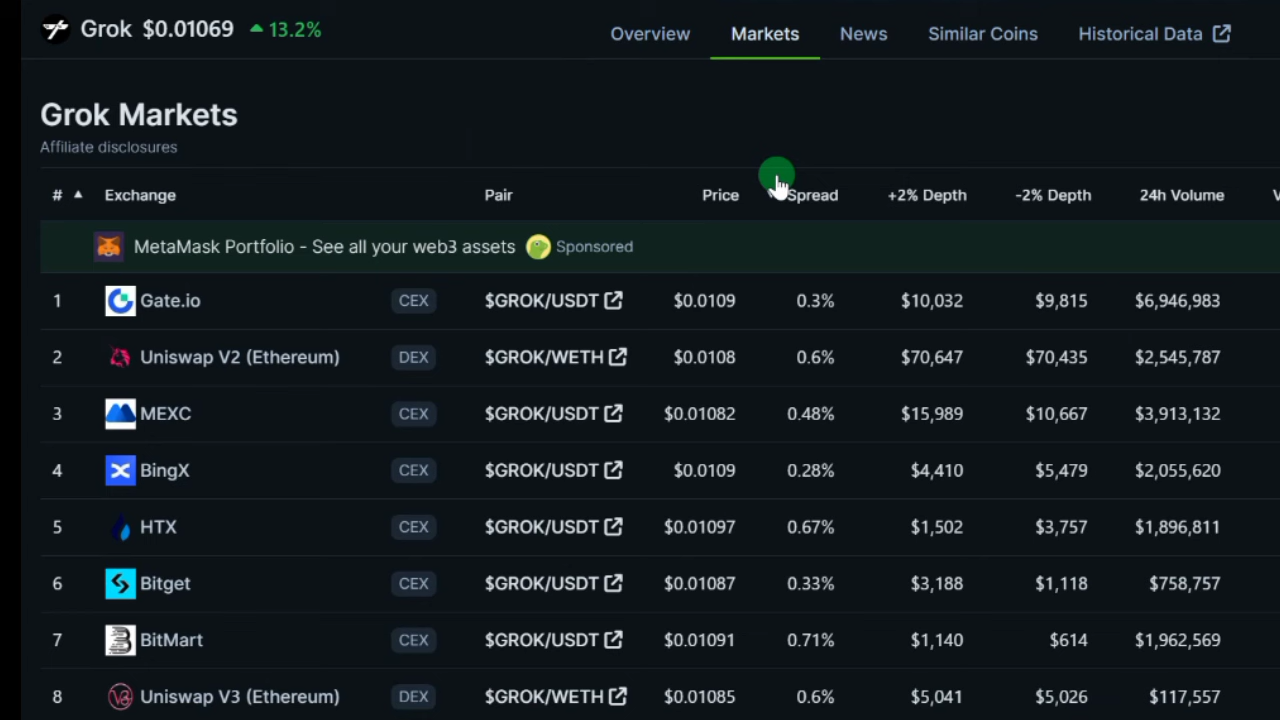 Grok $0.01069 ▲ 13.2% Overview Markets News Similar Coins Historical Data
Grok Markets
Affiliate disclosures
# ▲ Exchange Pair Price Spread +2% Depth -2% Depth 24h Volume V
MetaMask Portfolio - See all your web3 assets Sponsored
1 Gate.io CEX $GROK/USDT $0.0109 0.3% $10,032 $9,815 $6,946,983
2 Uniswap V2 (Ethereum) DEX $GROK/WETH $0.0108 0.6% $70,647 $70,435 $2,545,787
3 MEXC CEX $GROK/USDT $0.01082 0.48% $15,989 $10,667 $3,913,132
4 BingX CEX $GROK/USDT $0.0109 0.28% $4,410 $5,479 $2,055,620
5 HTX CEX $GROK/USDT $0.01097 0.67% $1,502 $3,757 $1,896,811
6 Bitget CEX $GROK/USDT $0.01087 0.33% $3,188 $1,118 $758,757
7 BitMart CEX $GROK/USDT $0.01091 0.71% $1,140 $614 $1,962,569
8 Uniswap V3 (Ethereum) DEX $GROK/WETH $0.01085 0.6% $5,041 $5,026 $117,557